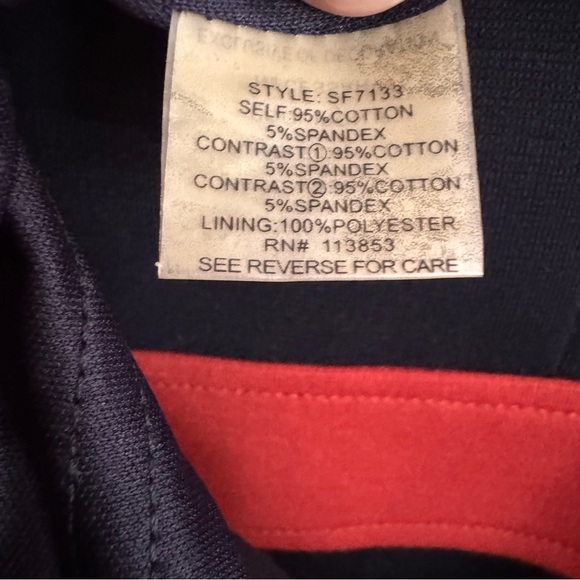 STYLE: SF7133
SELF:95%COTTON
5%SPANDEX
CONTRAST①:95%COTTON
5%SPANDEX
CONTRAST②:95%COTTON
5%SPANDEX
LINING:100%POLYESTER
RN# 113853
SEE REVERSE FOR CARE